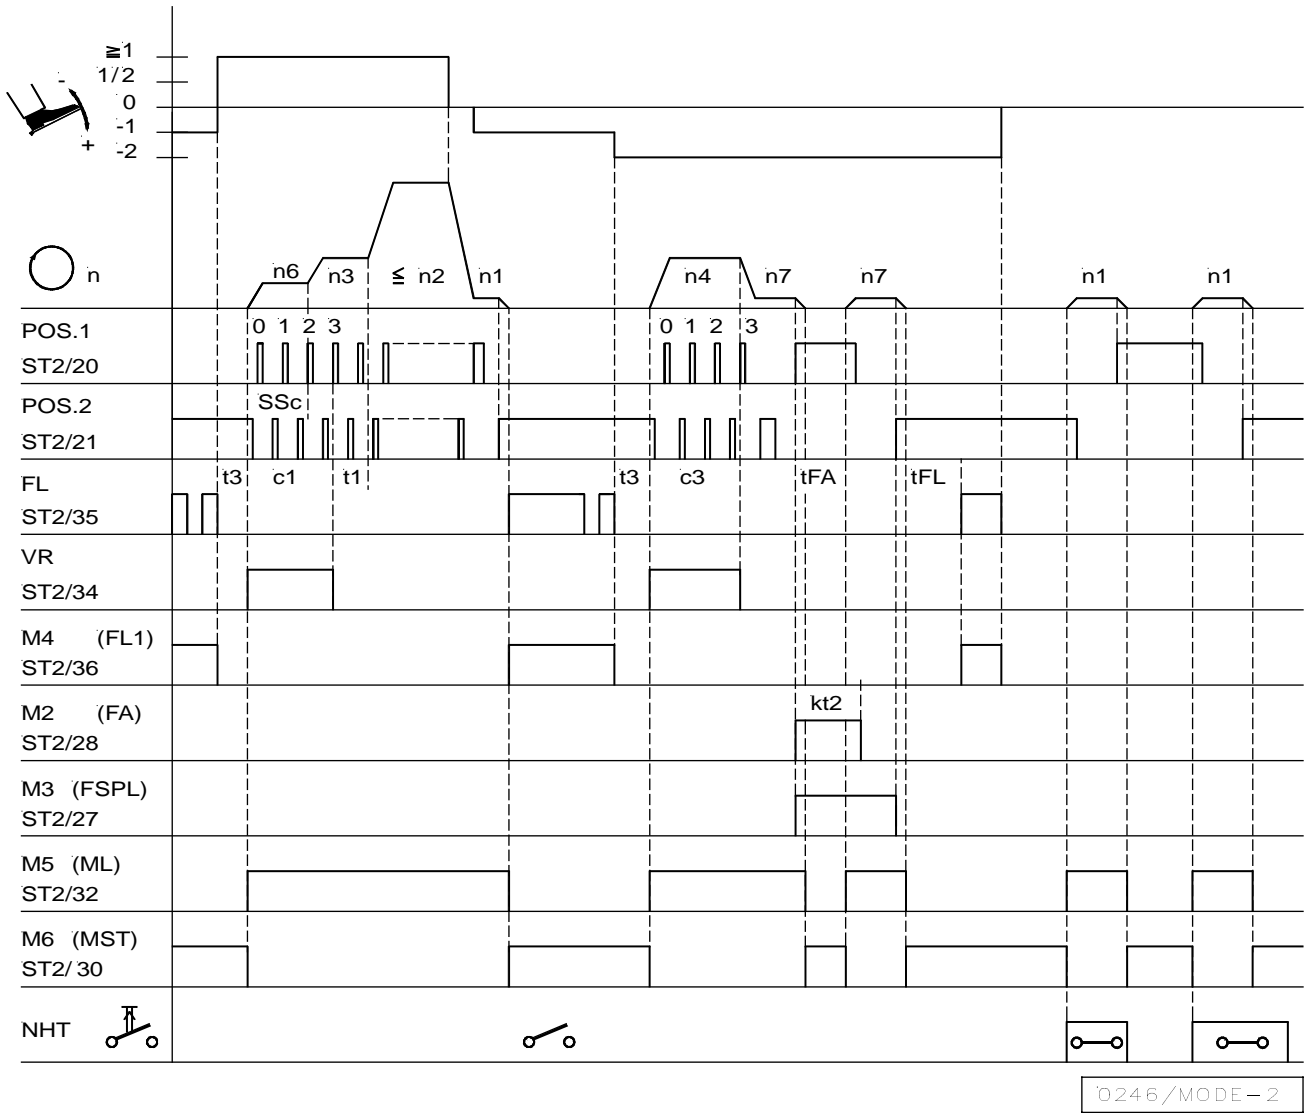 ≧1
1/2
-
0
-1
+ -2
n
n6 n3 ≦ n2 n1 n4 n7 n7 n1 n1
POS.1
0 1 2 3 0 1 2 3
ST2/20
POS.2
SSc
ST2/21
FL
t3 c1 t1 t3 c3 tFA tFL
ST2/35
VR
ST2/34
M4 (FL1)
ST2/36
M2 (FA)
kt2
ST2/28
M3 (FSPL)
ST2/27
M5 (ML)
ST2/32
M6 (MST)
ST2/ 30
NHT
0246/MODE-2